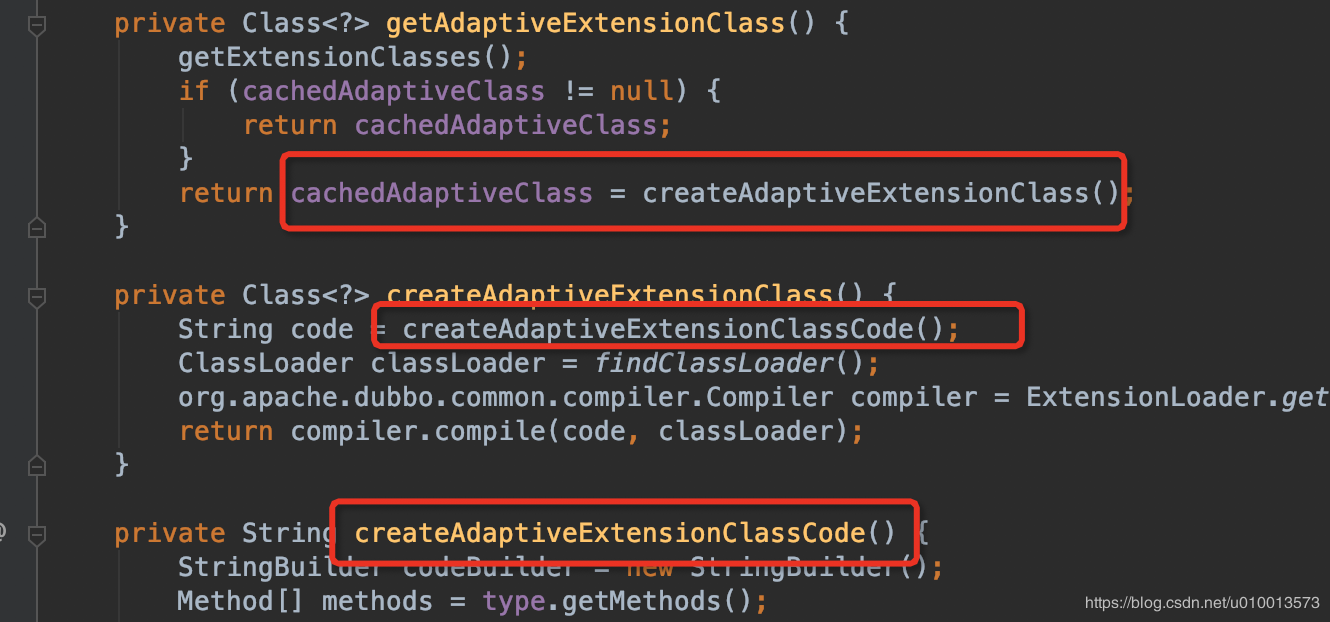 private Class<?> getAdaptiveExtensionClass() {
getExtensionClasses();
if (cachedAdaptiveClass != null) {
return cachedAdaptiveClass;
}
return cachedAdaptiveClass = createAdaptiveExtensionClass();
}
private Class<?> createAdaptiveExtensionClass() {
String code = createAdaptiveExtensionClassCode();
ClassLoader classLoader = findClassLoader();
org.apache.dubbo.common.compiler.Compiler compiler = ExtensionLoader.get
return compiler.compile(code, classLoader);
}
private String createAdaptiveExtensionClassCode() {
StringBuilder codeBuilder = new StringBuilder();
Method[] methods = type.getMethods();
https://blog.csdn.net/u010013573